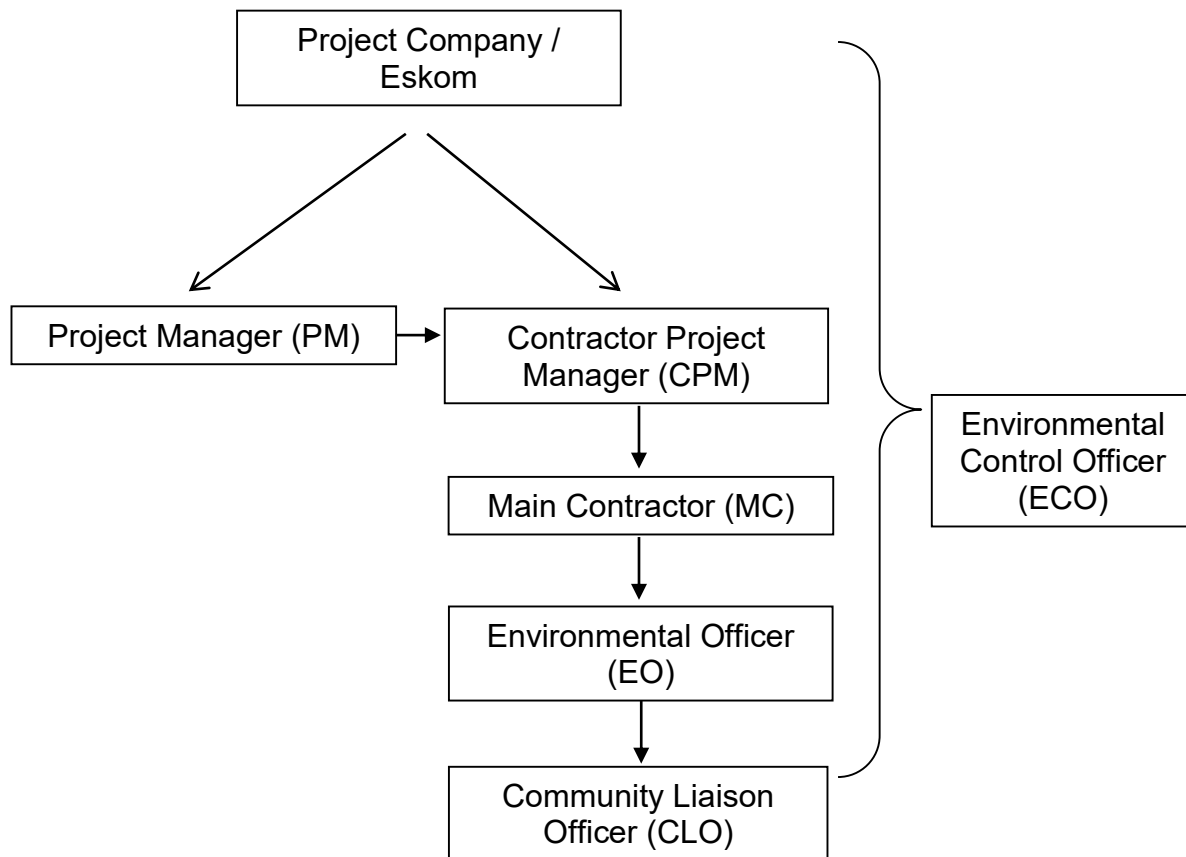 Project Company /
Eskom
Project Manager (PM)
Contractor Project
Manager (CPM)
Environmental
Control Officer
(ECO)
Main Contractor (MC)
Environmental Officer
(EO)
Community Liaison
Officer (CLO)